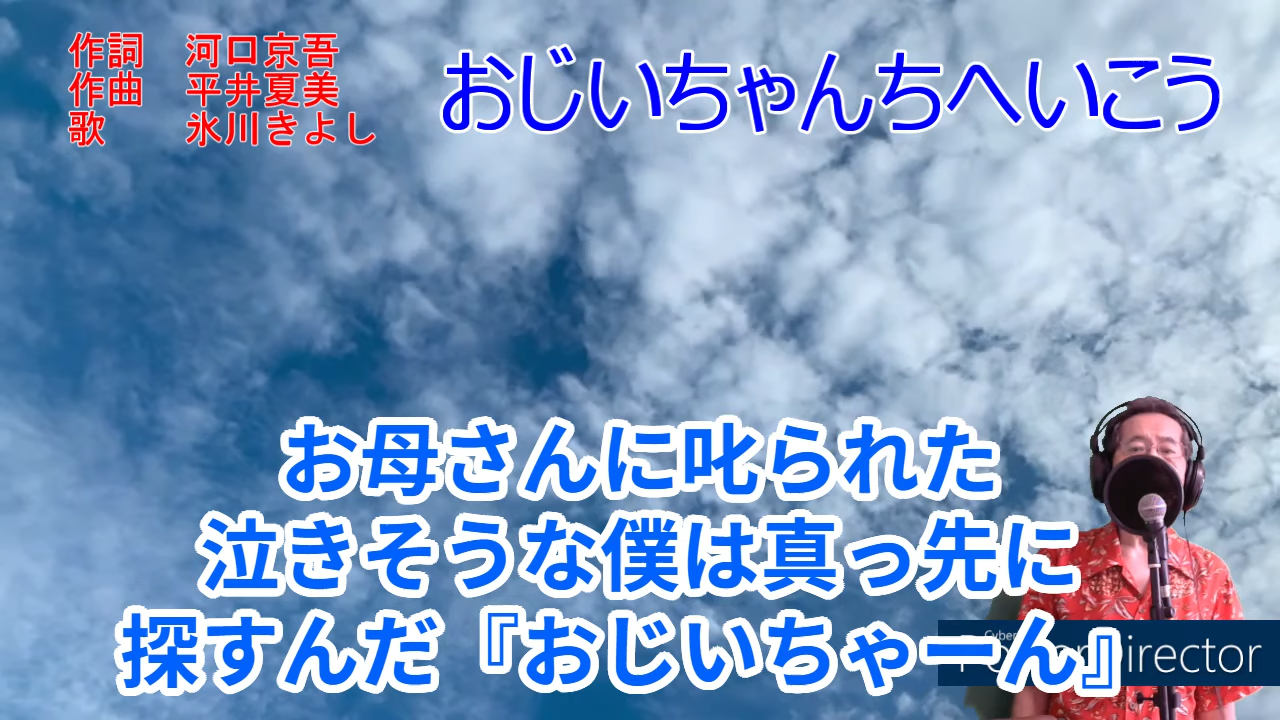 作詞 河口京吾
作曲 平井夏美
歌 氷川きよし
おじいちゃんちへいこう
お母さんに叱られた
泣きそうな僕は真っ先に
探すんだ『おじいちゃーん』
Cyber
irector